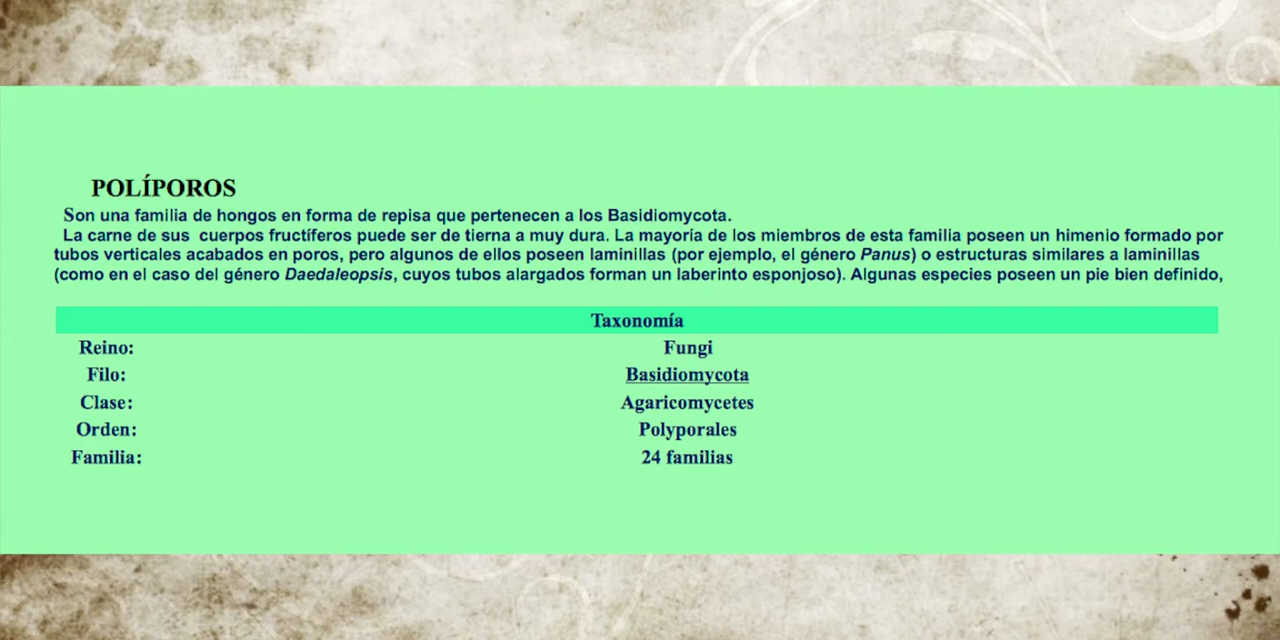 POLÍPOROS
Son una familia de hongos en forma de repisa que pertenecen a los Basidiomycota.
La carne de sus cuerpos fructíferos puede ser de tierna a muy dura. La mayoría de los miembros de esta familia poseen un himenio formado por
tubos verticales acabados en poros, pero algunos de ellos poseen laminillas (por ejemplo, el género Panus) o estructuras similares a laminillas
(como en el caso del género Daedaleopsis, cuyos tubos alargados forman un laberinto esponjoso). Algunas especies poseen un pie bien definido,
Taxonomía
Reino: Fungi
Filo: Basidiomycota
Clase: Agaricomycetes
Orden: Polyporales
Familia: 24 familias